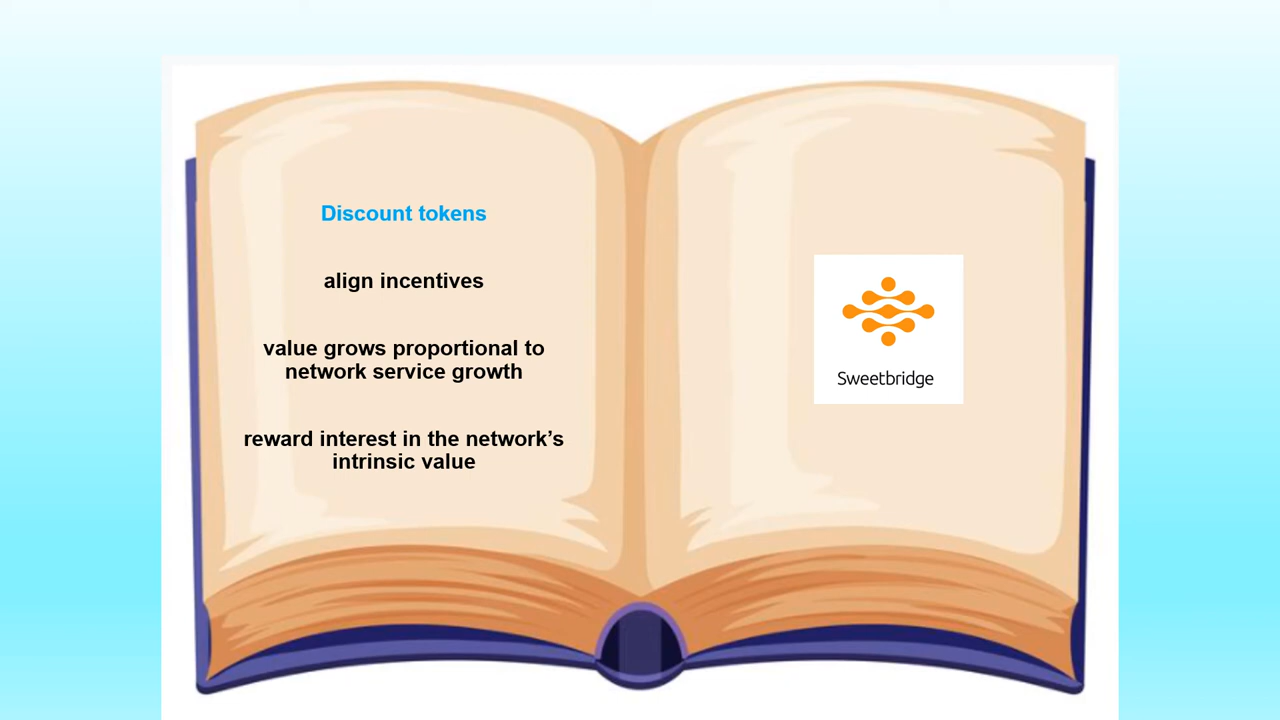 Discount tokens
align incentives
value grows proportional to
network service growth
reward interest in the network’s
intrinsic value
Sweetbridge